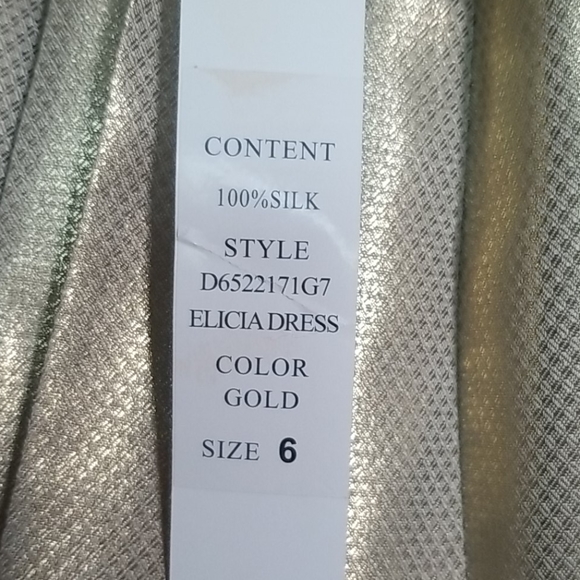 CONTENT
100%SILK
STYLE
D6522171G7
ELICIA DRESS
COLOR
GOLD
SIZE 6